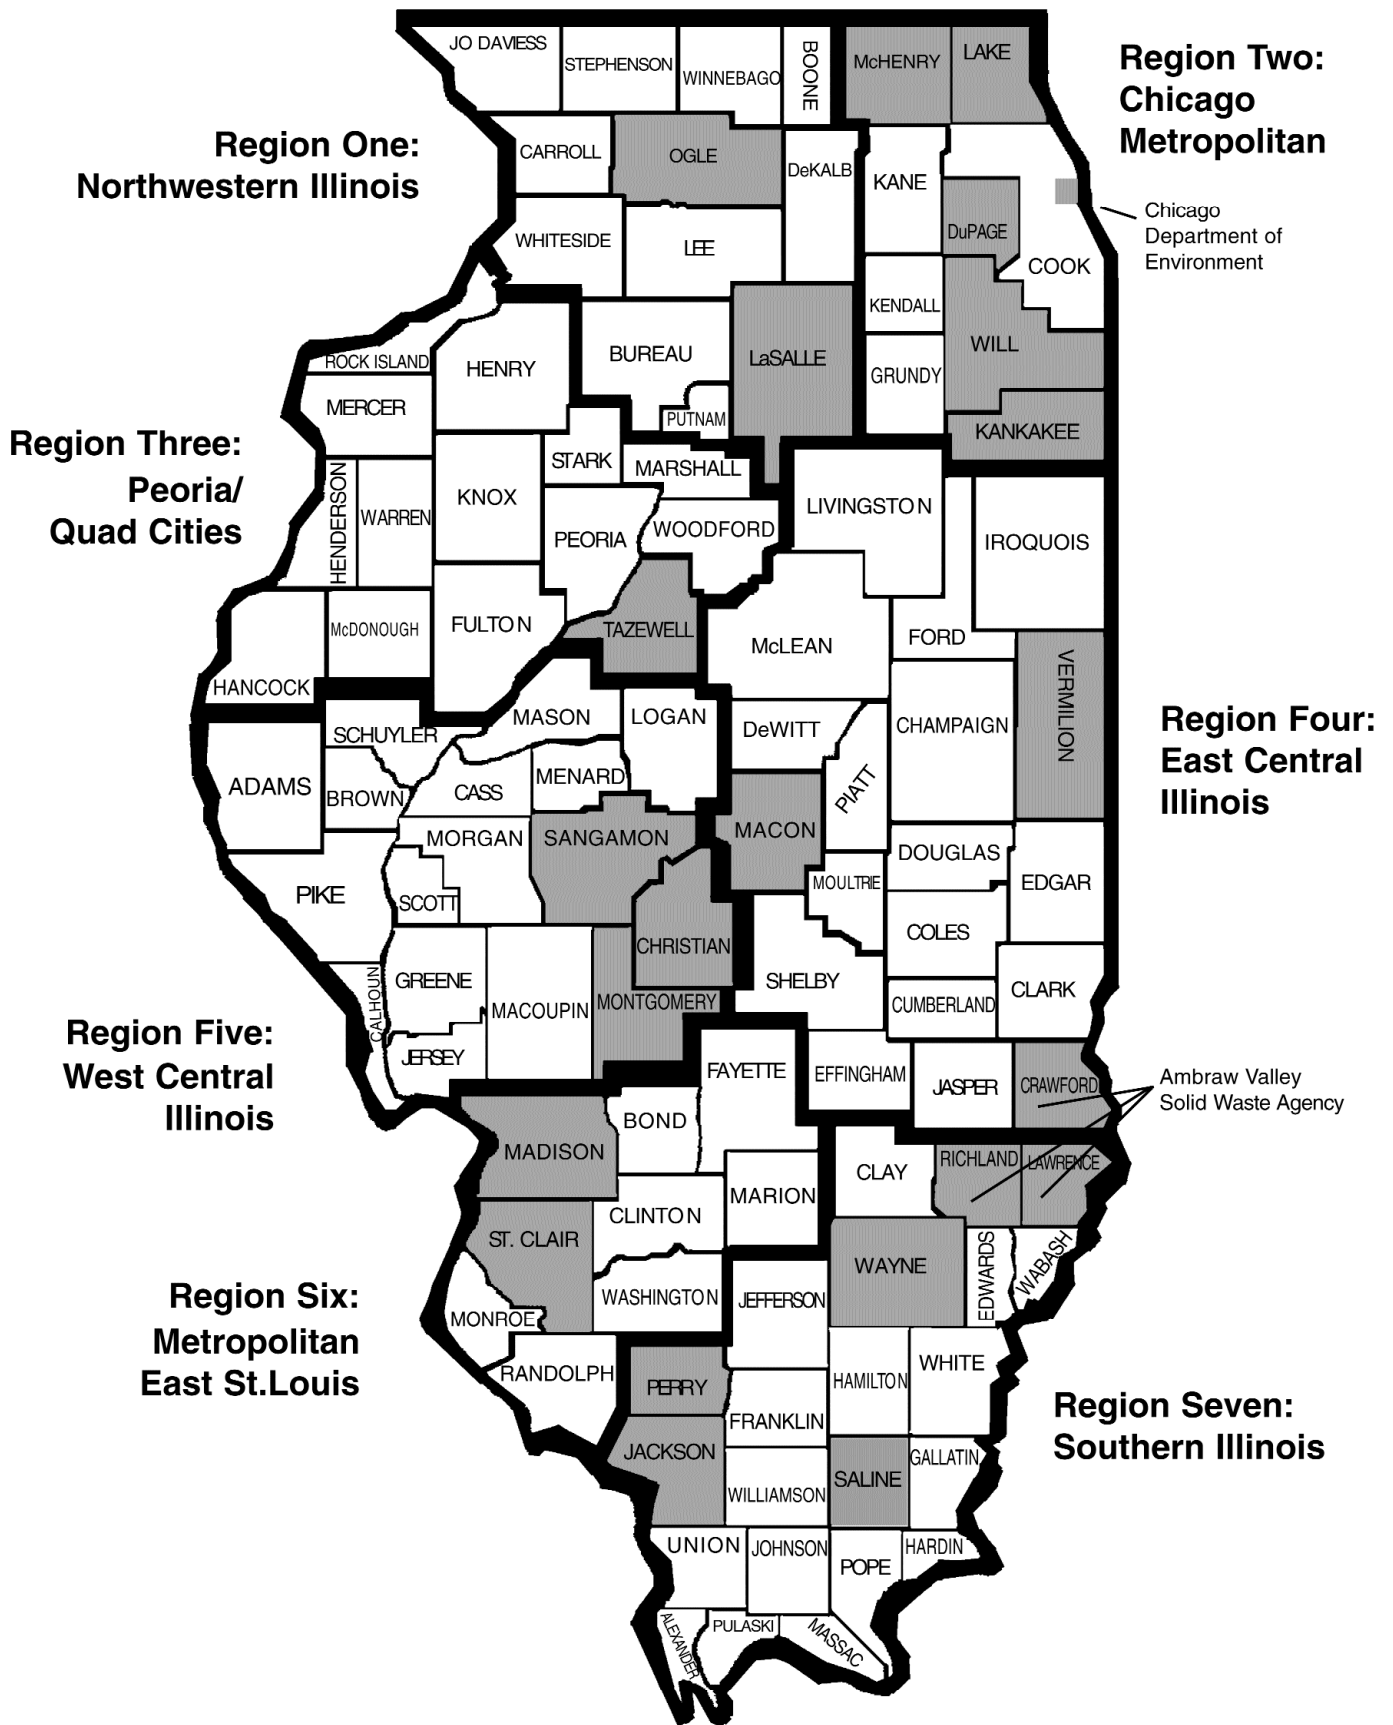 JO DAVIESS
STEPHENSON
WINNEBAGO
BOONE
McHENRY
LAKE
Region Two:
Chicago
Metropolitan
Region One:
Northwestern Illinois
CARROLL
OGLE
DeKALB
KANE
DuPAGE
COOK
Chicago
Department of
Environment
WHITESIDE
LEE
KENDALL
WILL
GRUNDY
KANKAKEE
ROCK ISLAND
HENRY
BUREAU
LaSALLE
PUTNAM
MERCER
Region Three:
Peoria/
Quad Cities
HENDERSON
WARREN
KNOX
STARK
MARSHALL
PEORIA
WOODFORD
LIVINGSTON
IROQUOIS
HANCOCK
McDONOUGH
FULTON
TAZEWELL
McLEAN
FORD
VERMILION
Region Four:
East Central
Illinois
SCHUYLER
MASON
LOGAN
DeWITT
PIATT
CHAMPAIGN
ADAMS
BROWN
CASS
MENARD
MACON
MORGAN
SANGAMON
DOUGLAS
EDGAR
PIKE
SCOTT
CHRISTIAN
MOULTRIE
COLES
SHELBY
CUMBERLAND
CLARK
CALHOUN
GREENE
MACOUPIN
MONTGOMERY
JERSEY
Region Five:
West Central
Illinois
FAYETTE
EFFINGHAM
JASPER
CRAWFORD
Ambraw Valley
Solid Waste Agency
MADISON
BOND
CLAY
RICHLAND
LAWRENCE
MARION
CLINTON
ST. CLAIR
WAYNE
EDWARDS
WABASH
Region Six:
Metropolitan
East St.Louis
MONROE
WASHINGTON
JEFFERSON
RANDOLPH
PERRY
HAMILTON
WHITE
FRANKLIN
Region Seven:
Southern Illinois
JACKSON
WILLIAMSON
SALINE
GALLATIN
UNION
JOHNSON
POPE
HARDIN
ALEXANDER
PULASKI
MASSAC